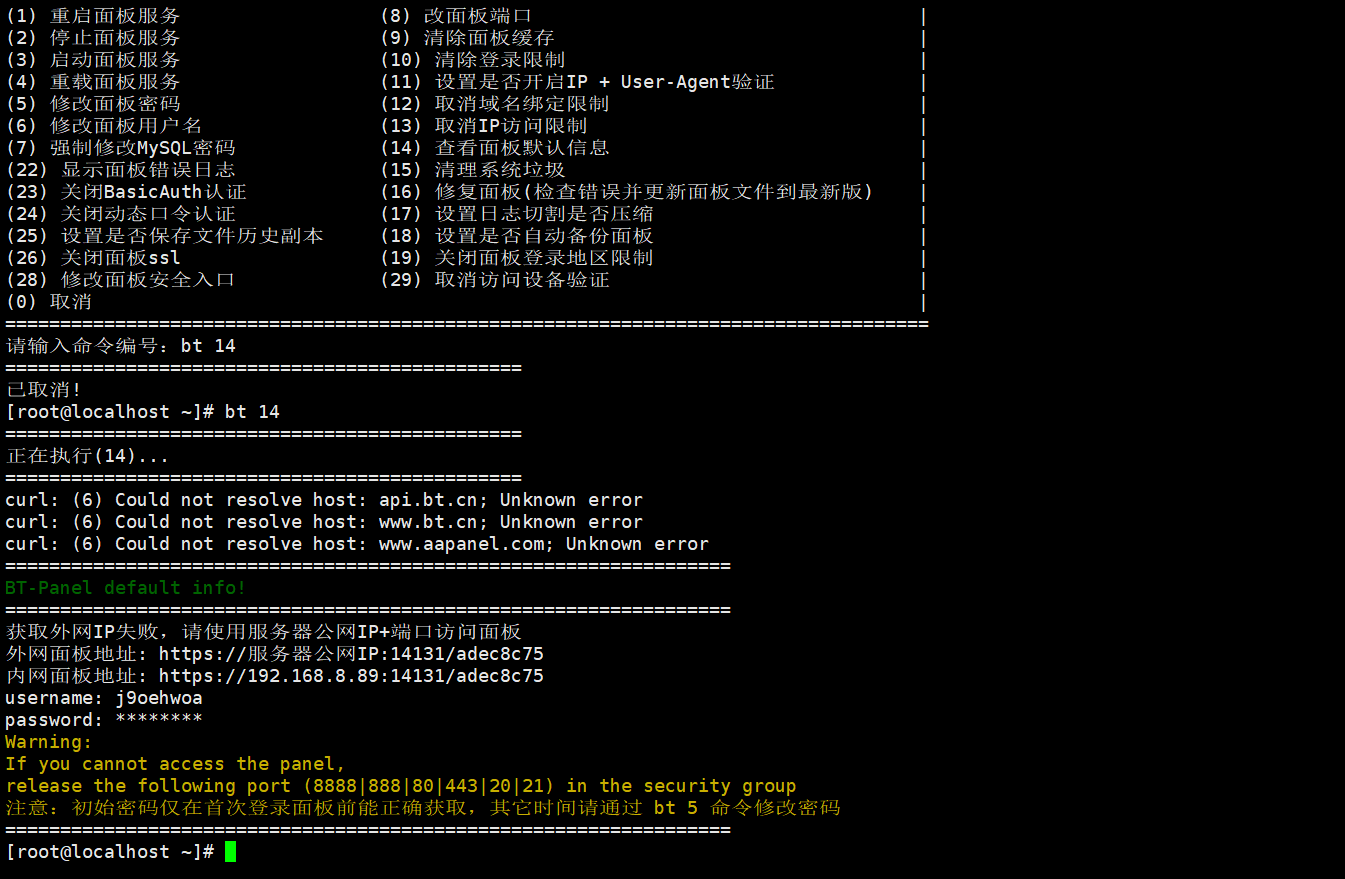 (1) 重启面板服务                  (8) 改面板端口                                    |
(2) 停止面板服务                  (9) 清除面板缓存                                  |
(3) 启动面板服务                  (10) 清除登录限制                                 |
(4) 重载面板服务                  (11) 设置是否开启IP + User-Agent验证              |
(5) 修改面板密码                  (12) 取消域名绑定限制                             |
(6) 修改面板用户名                (13) 取消IP访问限制                               |
(7) 强制修改MySQL密码             (14) 查看面板默认信息                             |
(22) 显示面板错误日志             (15) 清理系统垃圾                                 |
(23) 关闭BasicAuth认证            (16) 修复面板(检查错误并更新面板文件到最新版)     |
(24) 关闭动态口令认证             (17) 设置日志切割是否压缩                         |
(25) 设置是否保存文件历史副本     (18) 设置是否自动备份面板                         |
(26) 关闭面板ssl                  (19) 关闭面板登录地区限制                         |
(28) 修改面板安全入口             (29) 取消访问设备验证                             |
(0) 取消                                                                            |
====================================================================================
请输入命令编号：bt 14
===============================================
已取消!
[root@localhost ~]# bt 14
===============================================
正在执行(14)...
===============================================
curl: (6) Could not resolve host: api.bt.cn; Unknown error
curl: (6) Could not resolve host: www.bt.cn; Unknown error
curl: (6) Could not resolve host: www.aapanel.com; Unknown error
==================================================================
BT-Panel default info!
==================================================================
获取外网IP失败，请使用服务器公网IP+端口访问面板
外网面板地址: https://服务器公网IP:14131/adec8c75
内网面板地址: https://192.168.8.89:14131/adec8c75
username: j9oehwoa
password: ********
Warning:
If you cannot access the panel,
release the following port (8888|888|80|443|20|21) in the security group
注意：初始密码仅在首次登录面板前能正确获取，其它时间请通过 bt 5 命令修改密码
==================================================================
[root@localhost ~]#